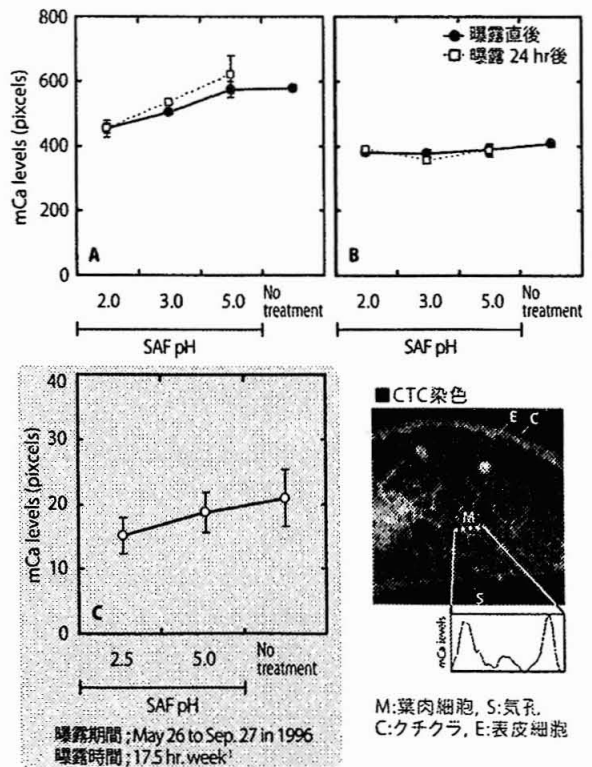 800
600
400
200
0
mCa levels (pixcels)
A
2.0
3.0
5.0
No
treatment
SAF pH
曝露直後
曝露 24 hr後
B
2.0
3.0
5.0
No
treatment
SAF pH
40
30
20
10
0
mCa levels (pixcels)
C
2.5
5.0
No
treatment
SAF pH
曝露期間 ; May 26 to Sep. 27 in 1996
曝露時間 ; 17.5 hr. week¹
■CTC染色
E C
M
S
mCa levels
M:葉肉細胞, S:気孔
C:クチクラ, E:表皮細胞